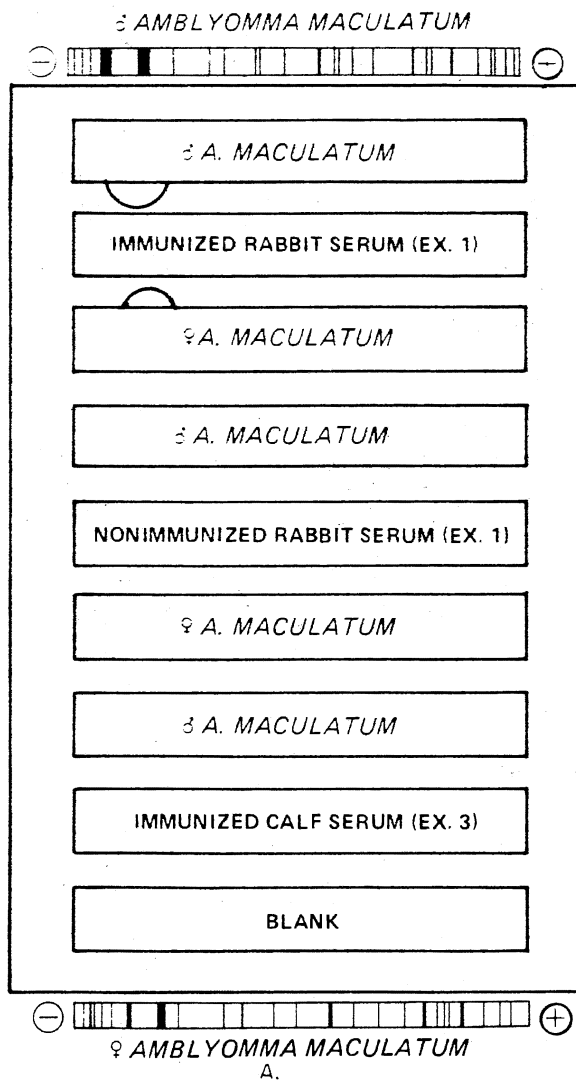 ♂ AMBLYOMMA MACULATUM
⊖ ⊖
♂ A. MACULATUM
IMMUNIZED RABBIT SERUM (EX. 1)
♀ A. MACULATUM
♂ A. MACULATUM
NONIMMUNIZED RABBIT SERUM (EX. 1)
♀ A. MACULATUM
♂ A. MACULATUM
IMMUNIZED CALF SERUM (EX. 3)
BLANK
⊖ ⊕
♀ AMBLYOMMA MACULATUM
A.